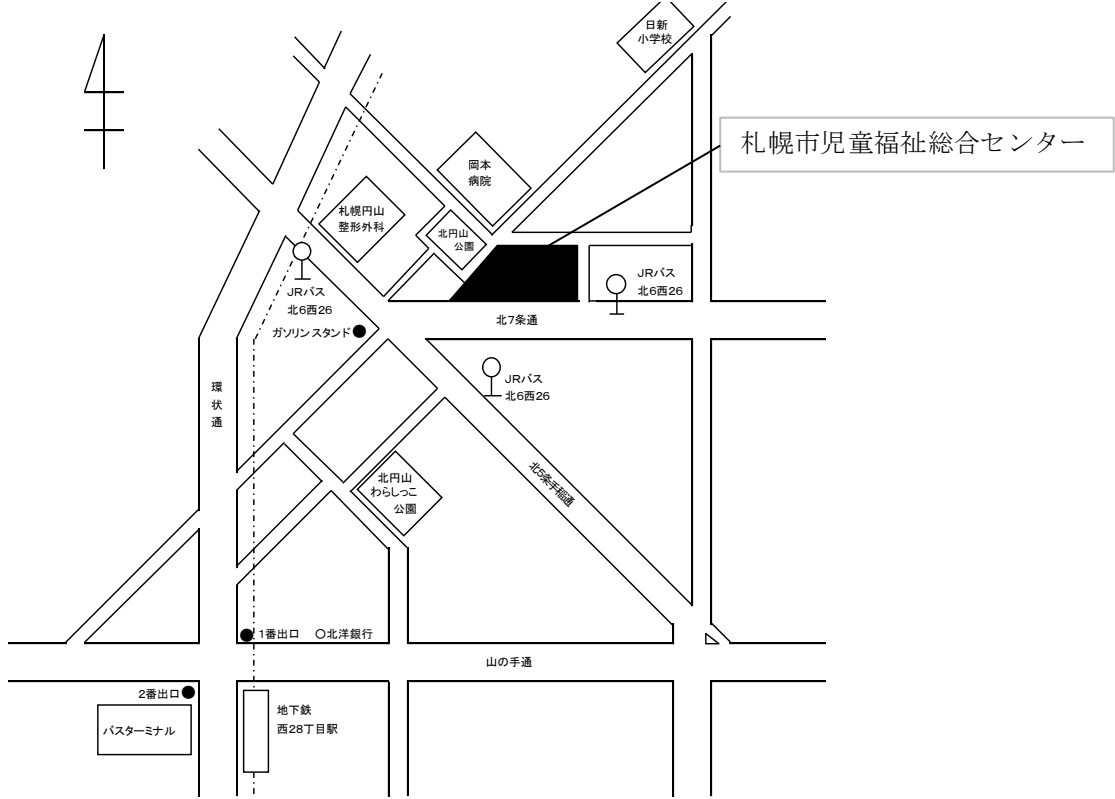 日新
小学校
札幌市児童福祉総合センター
岡本
病院
札幌円山
整形外科
北円山
公園
JRバス
北6西26
JRバス
北6西26
ガソリンスタンド
北7条通
JRバス
北6西26
環状通
北円山
わらしっこ
公園
北5条手稲通
1番出口
北洋銀行
山の手通
2番出口
バスターミナル
地下鉄
西28丁目駅